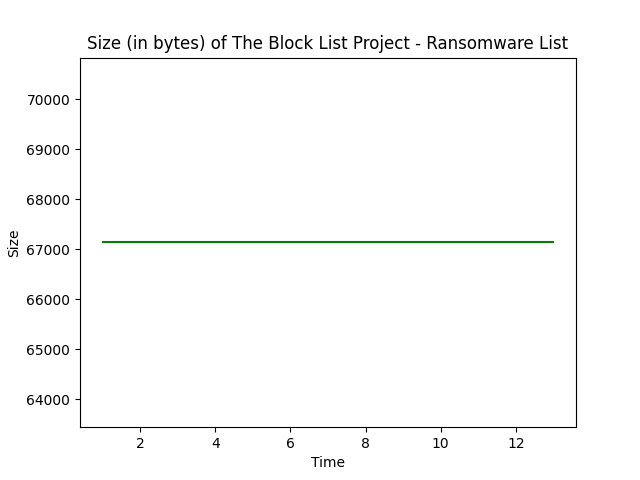 Size (in bytes) of The Block List Project - Ransomware List
70000
69000
68000
67000
66000
65000
64000
Size
2 4 6 8 10 12
Time